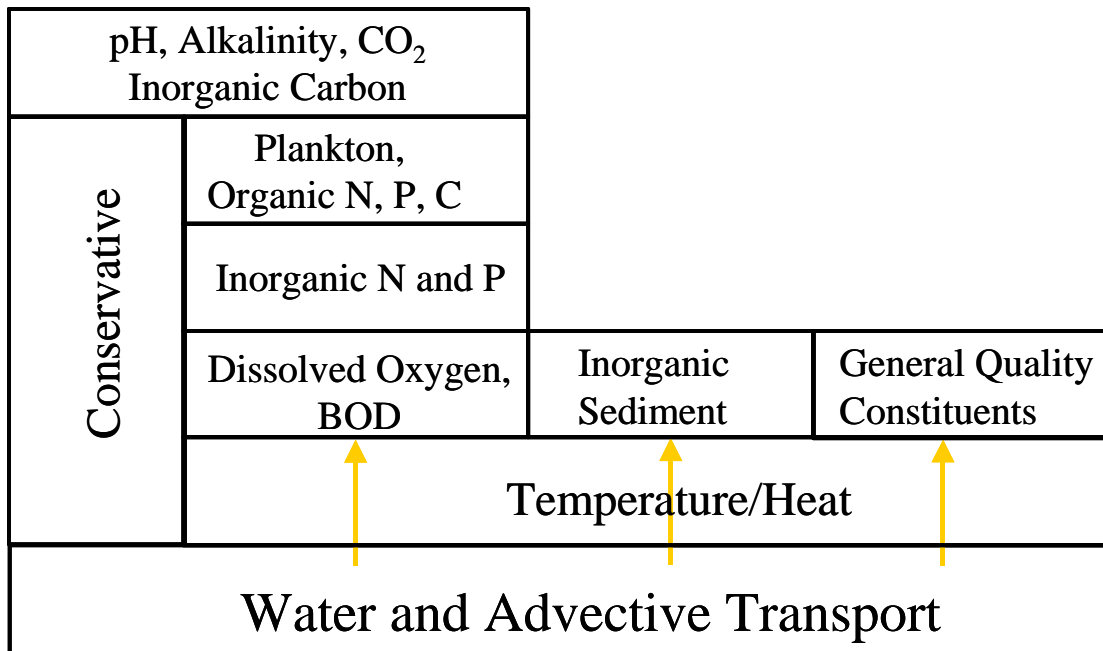 pH, Alkalinity, CO₂
Inorganic Carbon
Conservative
Plankton,
Organic N, P, C
Inorganic N and P
Dissolved Oxygen,
BOD
Inorganic
Sediment
General Quality
Constituents
Temperature/Heat
Water and Advective Transport